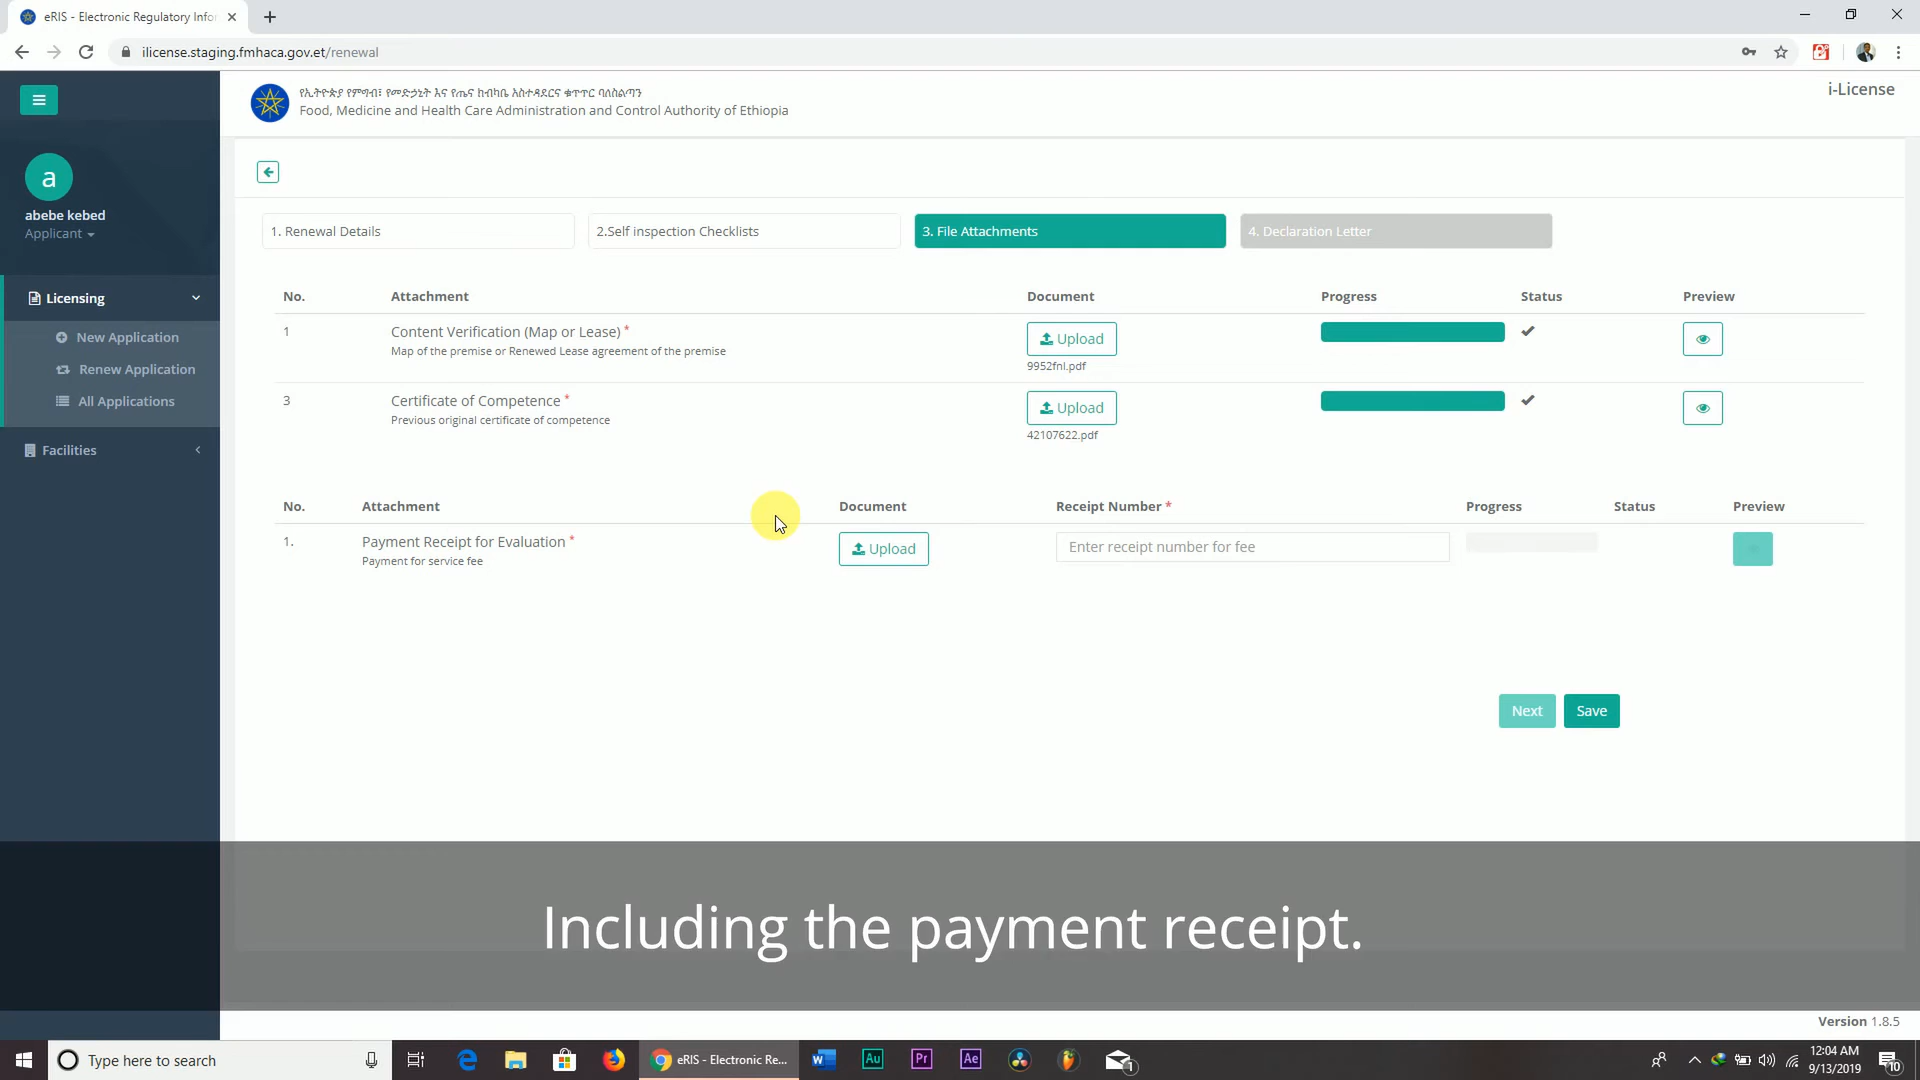 eRIS - Electronic Regulatory Infor
ilicense.staging.fmhaca.gov.et/renewal
የኢትዮጵያ የምግብ፣ የመድኃኒት እና የጤና ክብካቤ አስተዳደርና ቁጥጥር ባለስልጣን
Food, Medicine and Health Care Administration and Control Authority of Ethiopia
i-License
a
abebe kebed
Applicant
Licensing
New Application
Renew Application
All Applications
Facilities
1. Renewal Details
2.Self inspection Checklists
3. File Attachments
4. Declaration Letter
No. Attachment Document Progress Status Preview
1 Content Verification (Map or Lease) * Upload
Map of the premise or Renewed Lease agreement of the premise
9952fnl.pdf
3 Certificate of Competence * Upload
Previous original certificate of competence
42107622.pdf
No. Attachment Document Receipt Number * Progress Status Preview
1. Payment Receipt for Evaluation * Upload Enter receipt number for fee
Payment for service fee
Next Save
Including the payment receipt.
Version 1.8.5
Type here to search
eRIS - Electronic Re...
Au
Pr
Ae
1
12:04 AM
9/13/2019
10